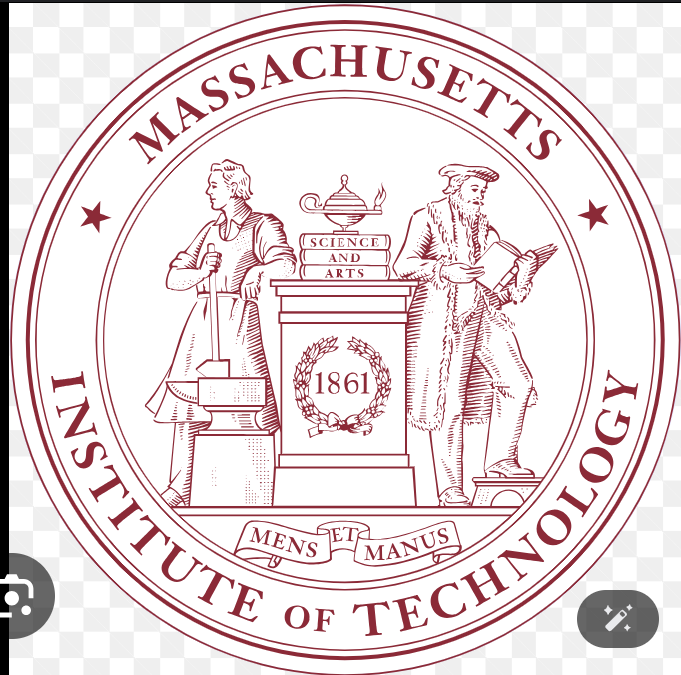 MASSACHUSETTS
SCIENCE
AND
ARTS
1861
MENS ET MANUS
INSTITUTE OF TECHNOLOGY